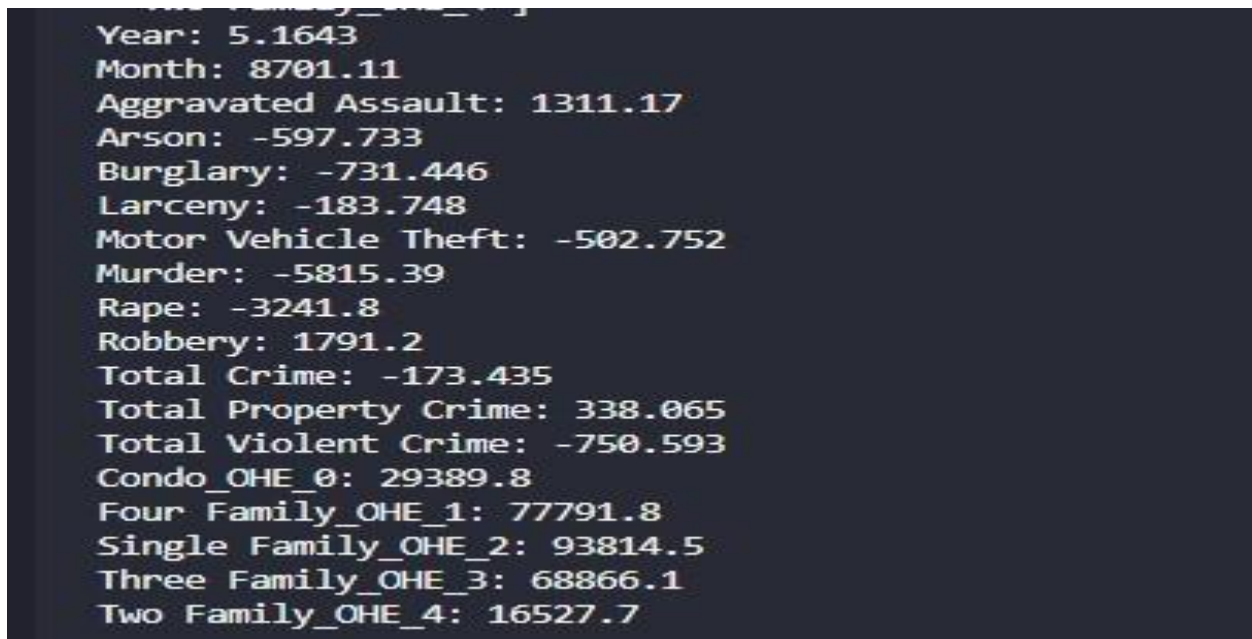 Year: 5.1643
Month: 8701.11
Aggravated Assault: 1311.17
Arson: -597.733
Burglary: -731.446
Larceny: -183.748
Motor Vehicle Theft: -502.752
Murder: -5815.39
Rape: -3241.8
Robbery: 1791.2
Total Crime: -173.435
Total Property Crime: 338.065
Total Violent Crime: -750.593
Condo_OHE_0: 29389.8
Four Family_OHE_1: 77791.8
Single Family_OHE_2: 93814.5
Three Family_OHE_3: 68866.1
Two Family_OHE_4: 16527.7